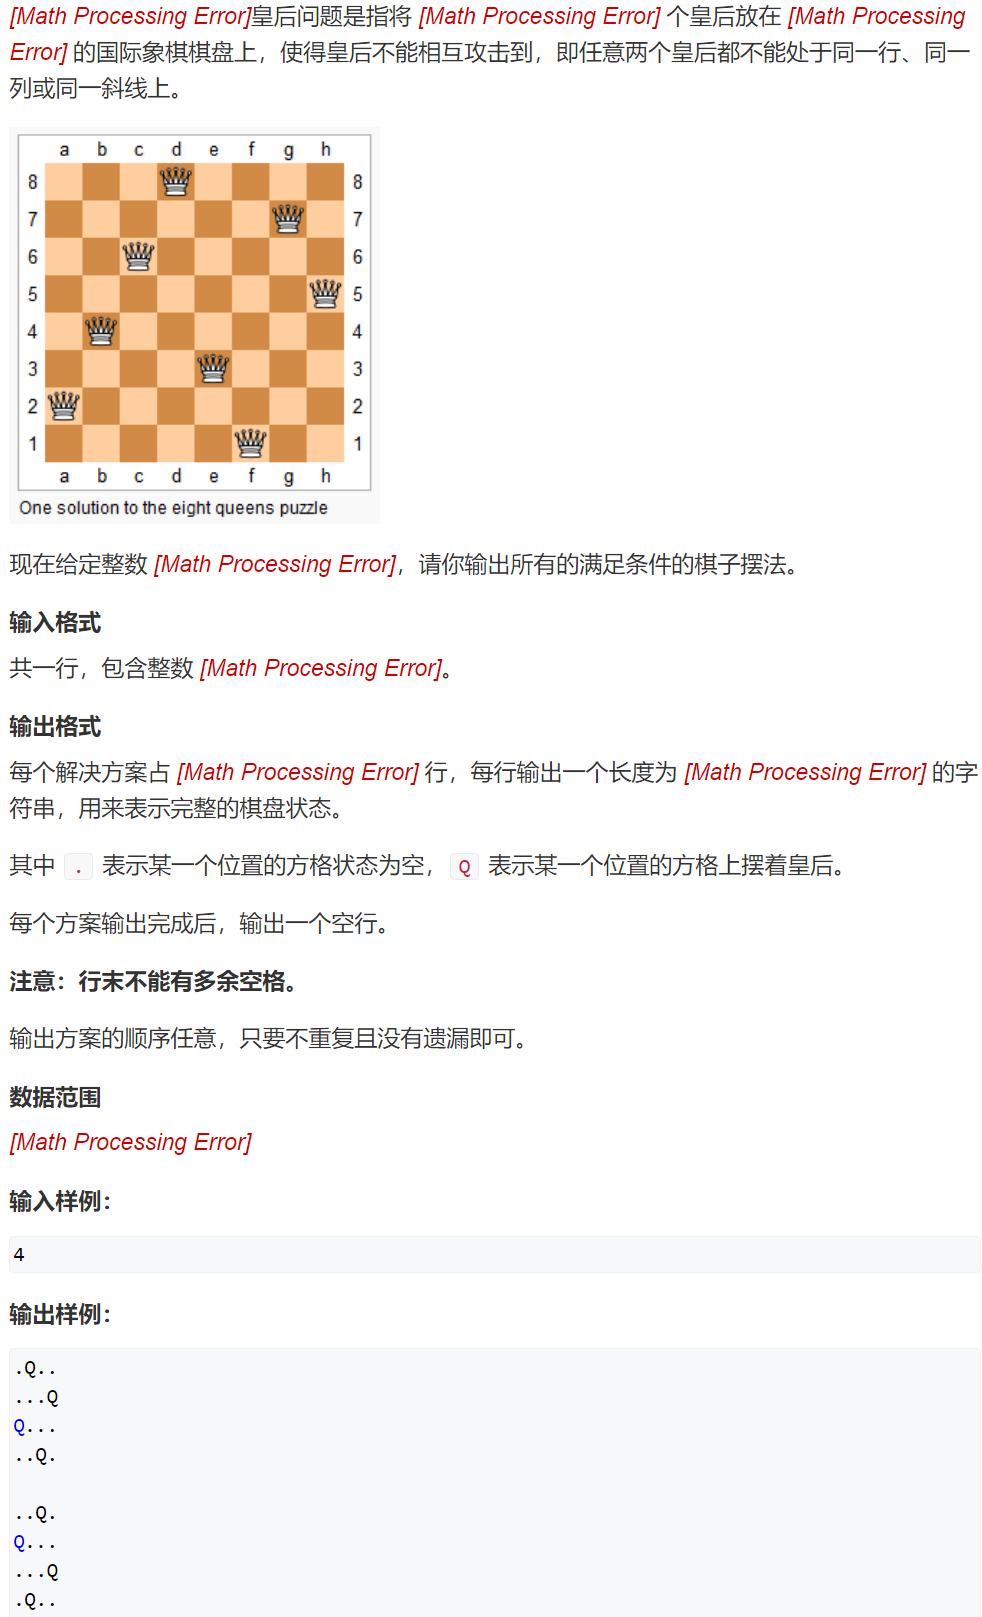 [Math Processing Error]皇后问题是指将 [Math Processing Error] 个皇后放在 [Math Processing
Error] 的国际象棋棋盘上，使得皇后不能相互攻击到，即任意两个皇后都不能处于同一行、同一
列或同一斜线上。
a b c d e f g h
8 8
7 7
6 6
5 5
4 4
3 3
2 2
1 1
a b c d e f g h
One solution to the eight queens puzzle
现在给定整数 [Math Processing Error]，请你输出所有的满足条件的棋子摆法。
输入格式
共一行，包含整数 [Math Processing Error]。
输出格式
每个解决方案占 [Math Processing Error] 行，每行输出一个长度为 [Math Processing Error] 的字
符串，用来表示完整的棋盘状态。
其中 . 表示某一个位置的方格状态为空， Q 表示某一个位置的方格上摆着皇后。
每个方案输出完成后，输出一个空行。
注意：行末不能有多余空格。
输出方案的顺序任意，只要不重复且没有遗漏即可。
数据范围
[Math Processing Error]
输入样例：
4
输出样例：
.Q..
...Q
Q...
..Q.
..Q.
Q...
...Q
.Q..